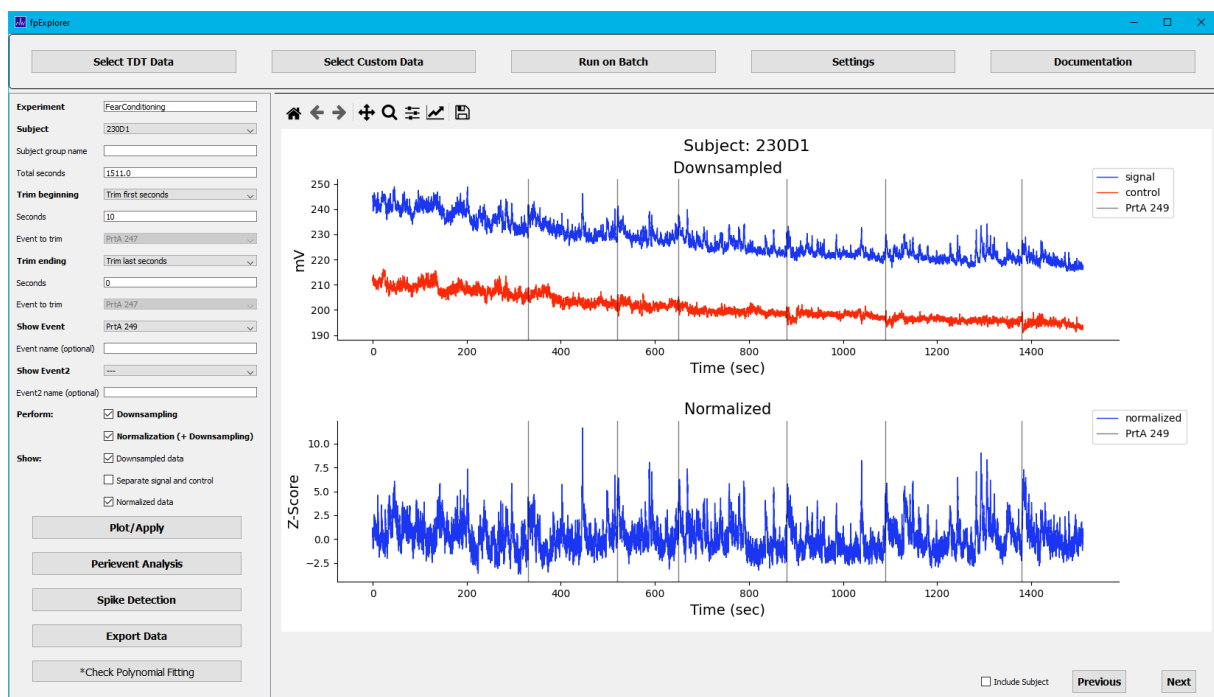 fpExplorer
Select TDT Data
Select Custom Data
Run on Batch
Settings
Documentation
Experiment FearConditioning
Subject 230D1
Subject group name
Total seconds 1511.0
Trim beginning Trim first seconds
Seconds 10
Event to trim PrtA 247
Trim ending Trim last seconds
Seconds 0
Event to trim PrtA 247
Show Event PrtA 249
Event name (optional)
Show Event2 ---
Event2 name (optional)
Perform: Downsampling
Normalization (+ Downsampling)
Show: Downsampled data
Separate signal and control
Normalized data
Plot/Apply
Perievent Analysis
Spike Detection
Export Data
*Check Polynomial Fitting
Subject: 230D1
Downsampled
signal
control
PrtA 249
250
240
230
220
210
200
190
mV
0 200 400 600 800 1000 1200 1400
Time (sec)
Normalized
normalized
PrtA 249
10.0
7.5
5.0
2.5
0.0
−2.5
Z-Score
0 200 400 600 800 1000 1200 1400
Time (sec)
Include Subject
Previous
Next